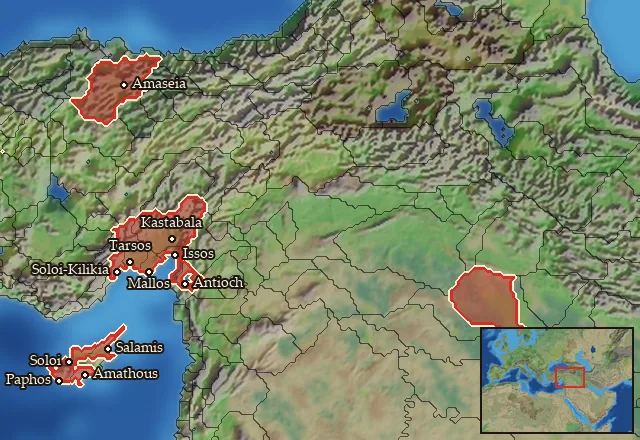 Amaseia
Kastabala
Tarsos
Issos
Soloi-Kilikia
Mallos
Antioch
Salamis
Soloi
Amathous
Paphos